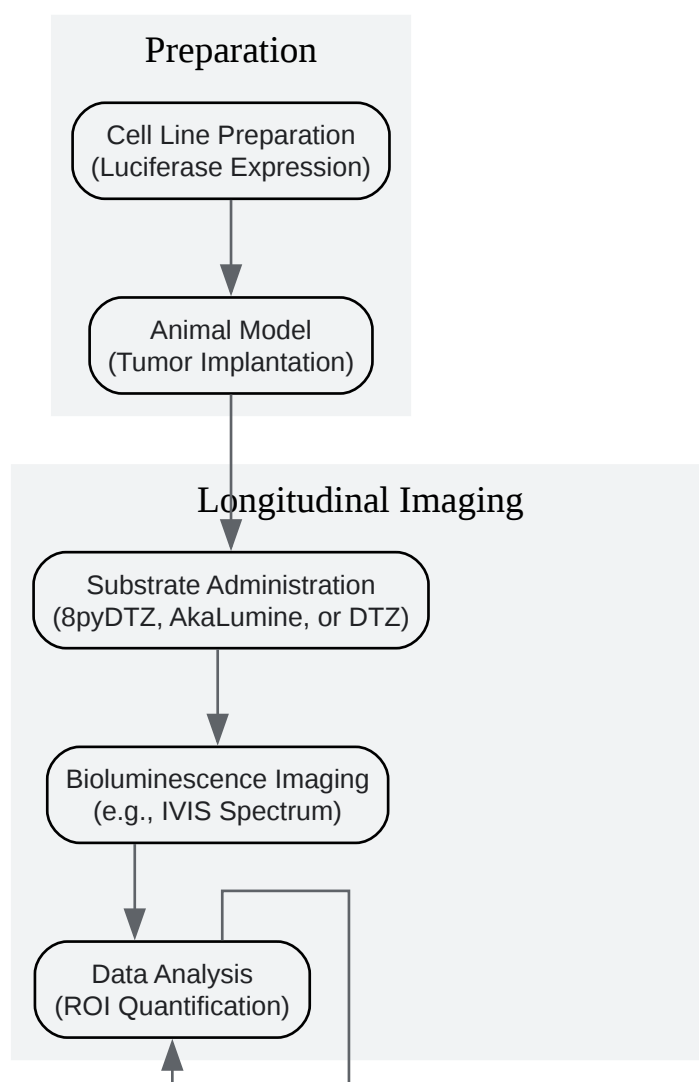 Preparation
Cell Line Preparation
(Luciferase Expression)
Animal Model
(Tumor Implantation)
Longitudinal Imaging
Substrate Administration
(8pyDTZ, AkaLumine, or DTZ)
Bioluminescence Imaging
(e.g., IVIS Spectrum)
Data Analysis
(ROI Quantification)